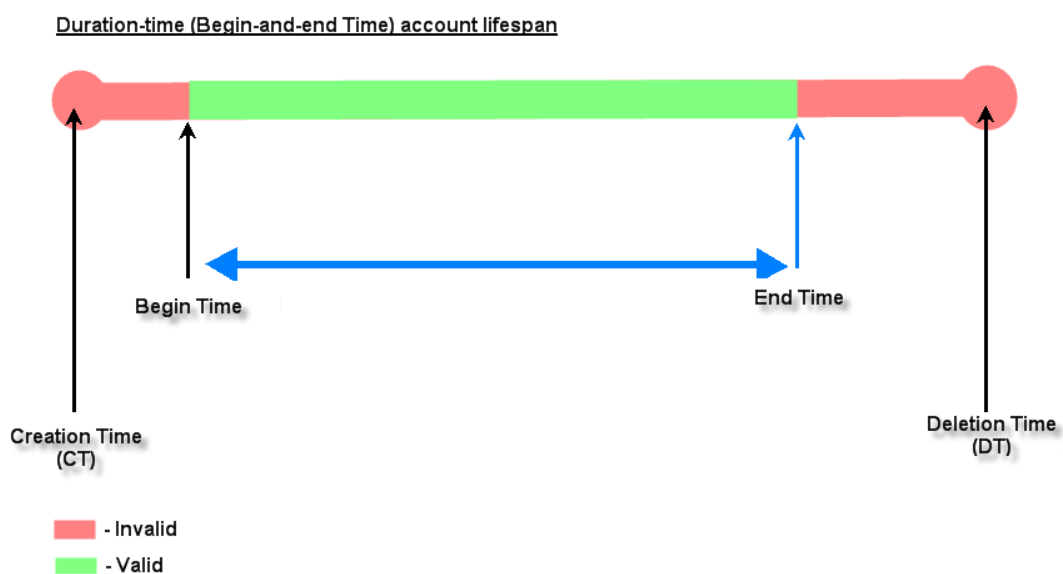 Duration-time (Begin-and-end Time) account lifespan
Begin Time
End Time
Creation Time
(CT)
Deletion Time
(DT)
- Invalid
- Valid